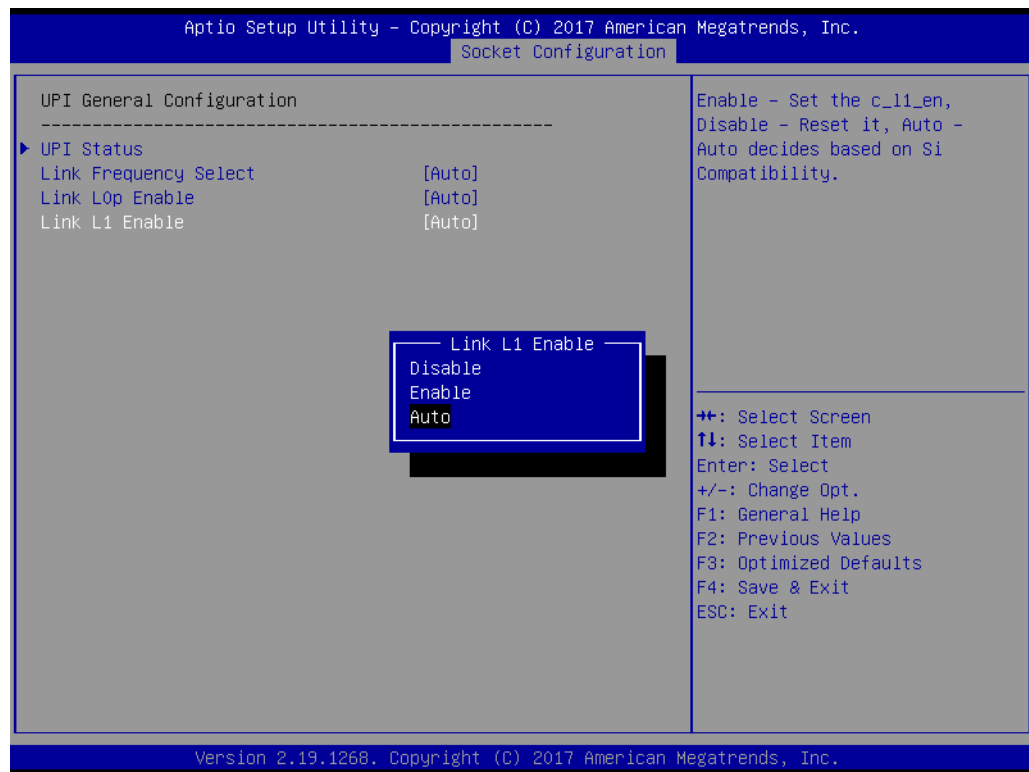 Aptio Setup Utility – Copyright (C) 2017 American Megatrends, Inc.
Socket Configuration
UPI General Configuration
--------------------------------------------------
UPI Status
Link Frequency Select [Auto]
Link L0p Enable [Auto]
Link L1 Enable [Auto]
Enable – Set the c_l1_en,
Disable – Reset it, Auto –
Auto decides based on Si
Compatibility.
Link L1 Enable
Disable
Enable
Auto
→←: Select Screen
↑↓: Select Item
Enter: Select
+/-: Change Opt.
F1: General Help
F2: Previous Values
F3: Optimized Defaults
F4: Save & Exit
ESC: Exit
Version 2.19.1268. Copyright (C) 2017 American Megatrends, Inc.